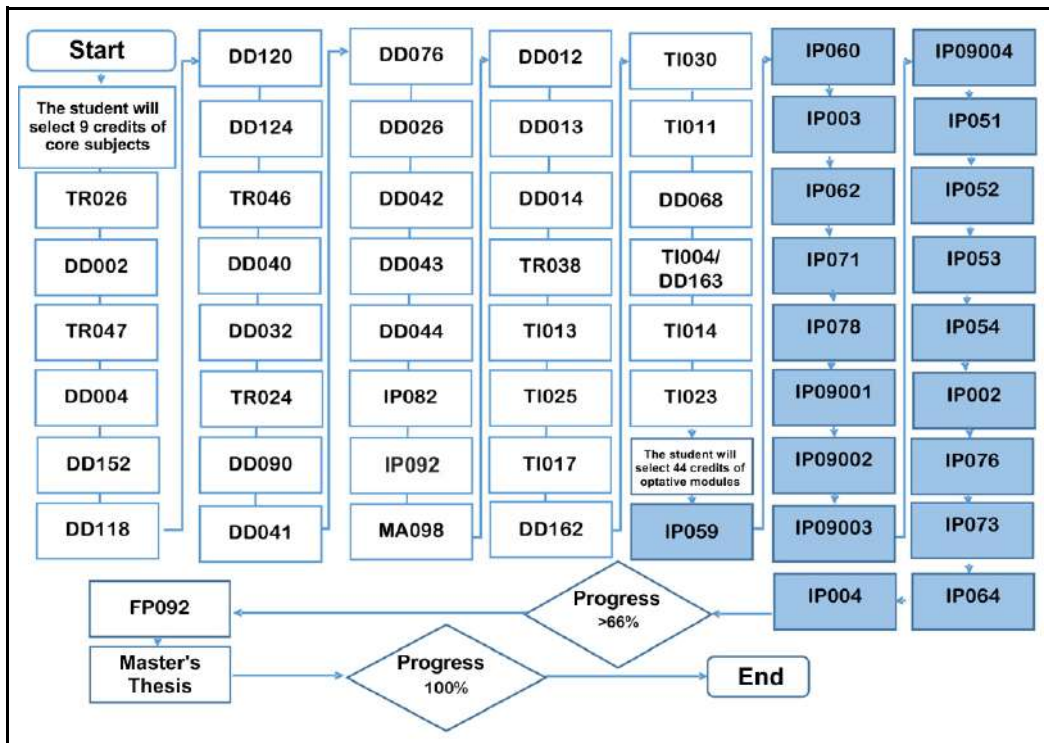 Start
The student will
select 9 credits of
core subjects
TR026
DD002
TR047
DD004
DD152
DD118
DD120
DD124
TR046
DD040
DD032
TR024
DD090
DD041
DD076
DD026
DD042
DD043
DD044
IP082
IP092
MA098
DD012
DD013
DD014
TR038
TI013
TI025
TI017
DD162
TI030
TI011
DD068
TI004/
DD163
TI014
TI023
The student will
select 44 credits of
optative modules
IP059
IP060
IP003
IP062
IP071
IP078
IP09001
IP09002
IP09003
IP09004
IP051
IP052
IP053
IP054
IP002
IP076
IP073
IP064
IP004
Progress
>66%
FP092
Master's
Thesis
Progress
100%
End